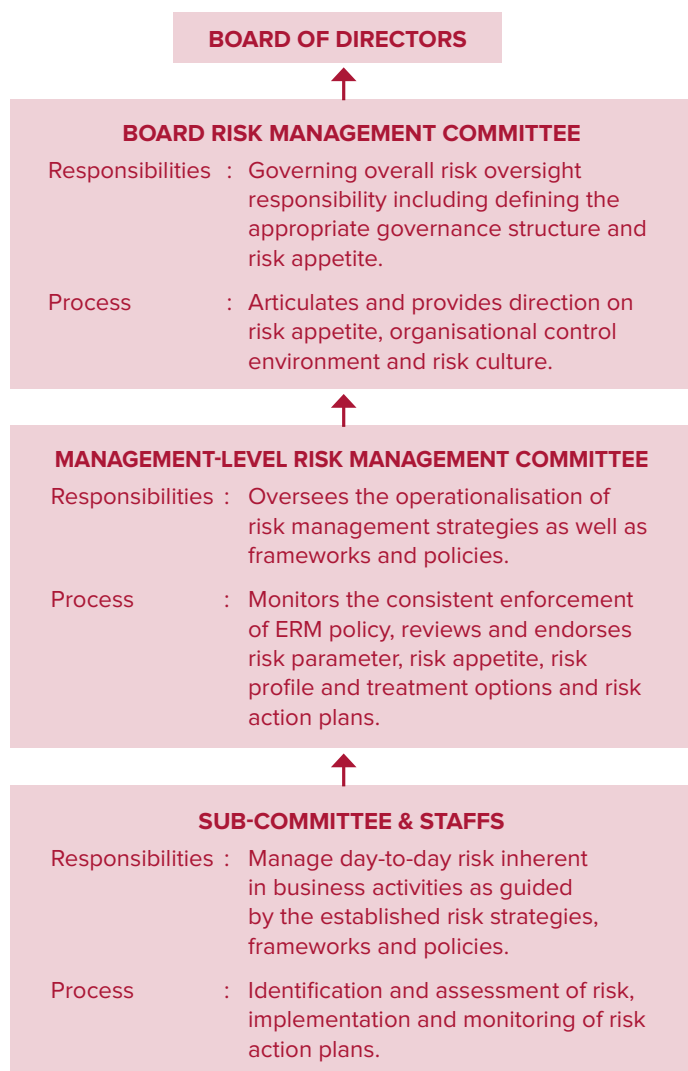 BOARD OF DIRECTORS
BOARD RISK MANAGEMENT COMMITTEE
Responsibilities : Governing overall risk oversight
responsibility including defining the
appropriate governance structure and
risk appetite.
Process : Articulates and provides direction on
risk appetite, organisational control
environment and risk culture.
MANAGEMENT-LEVEL RISK MANAGEMENT COMMITTEE
Responsibilities : Oversees the operationalisation of
risk management strategies as well as
frameworks and policies.
Process : Monitors the consistent enforcement
of ERM policy, reviews and endorses
risk parameter, risk appetite, risk
profile and treatment options and risk
action plans.
SUB-COMMITTEE & STAFFS
Responsibilities : Manage day-to-day risk inherent
in business activities as guided
by the established risk strategies,
frameworks and policies.
Process : Identification and assessment of risk,
implementation and monitoring of risk
action plans.